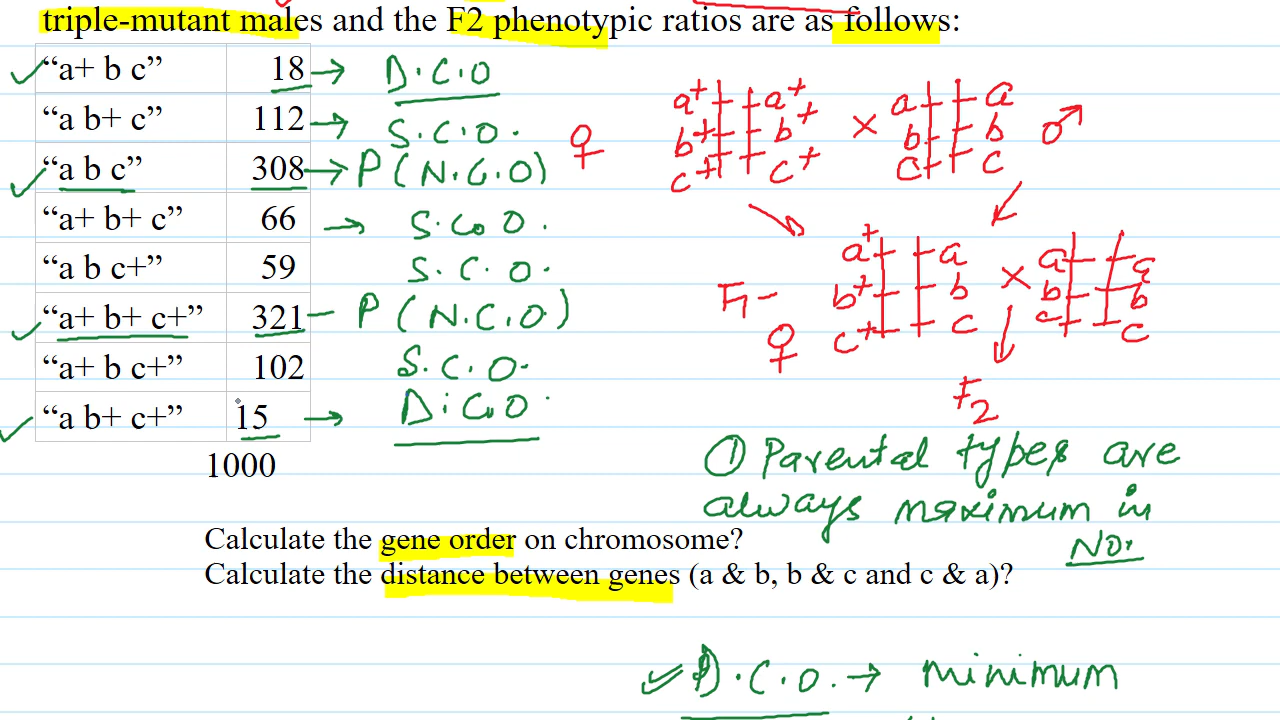 triple-mutant males and the F2 phenotypic ratios are as follows:
“a+ b c” 18 → D.C.O
“a b+ c” 112 → S.C.O.
“a b c” 308 → P (N.C.O)
“a+ b+ c” 66 → S.C.O.
“a b c+” 59 S.C.O.
“a+ b+ c+” 321 – P (N.C.O)
“a+ b c+” 102 S.C.O.
“a b+ c+” 15 → D.C.O.
1000
♀ a+ a+ × a a ♂
b+ b+ b b
c+ c+ c c
F1 – ♀ a+ a × a a
b+ b b b
c+ c c c
F2
① Parental types are
always maximum in
No.
Calculate the gene order on chromosome?
Calculate the distance between genes (a & b, b & c and c & a)?
✓ D.C.O. → minimum